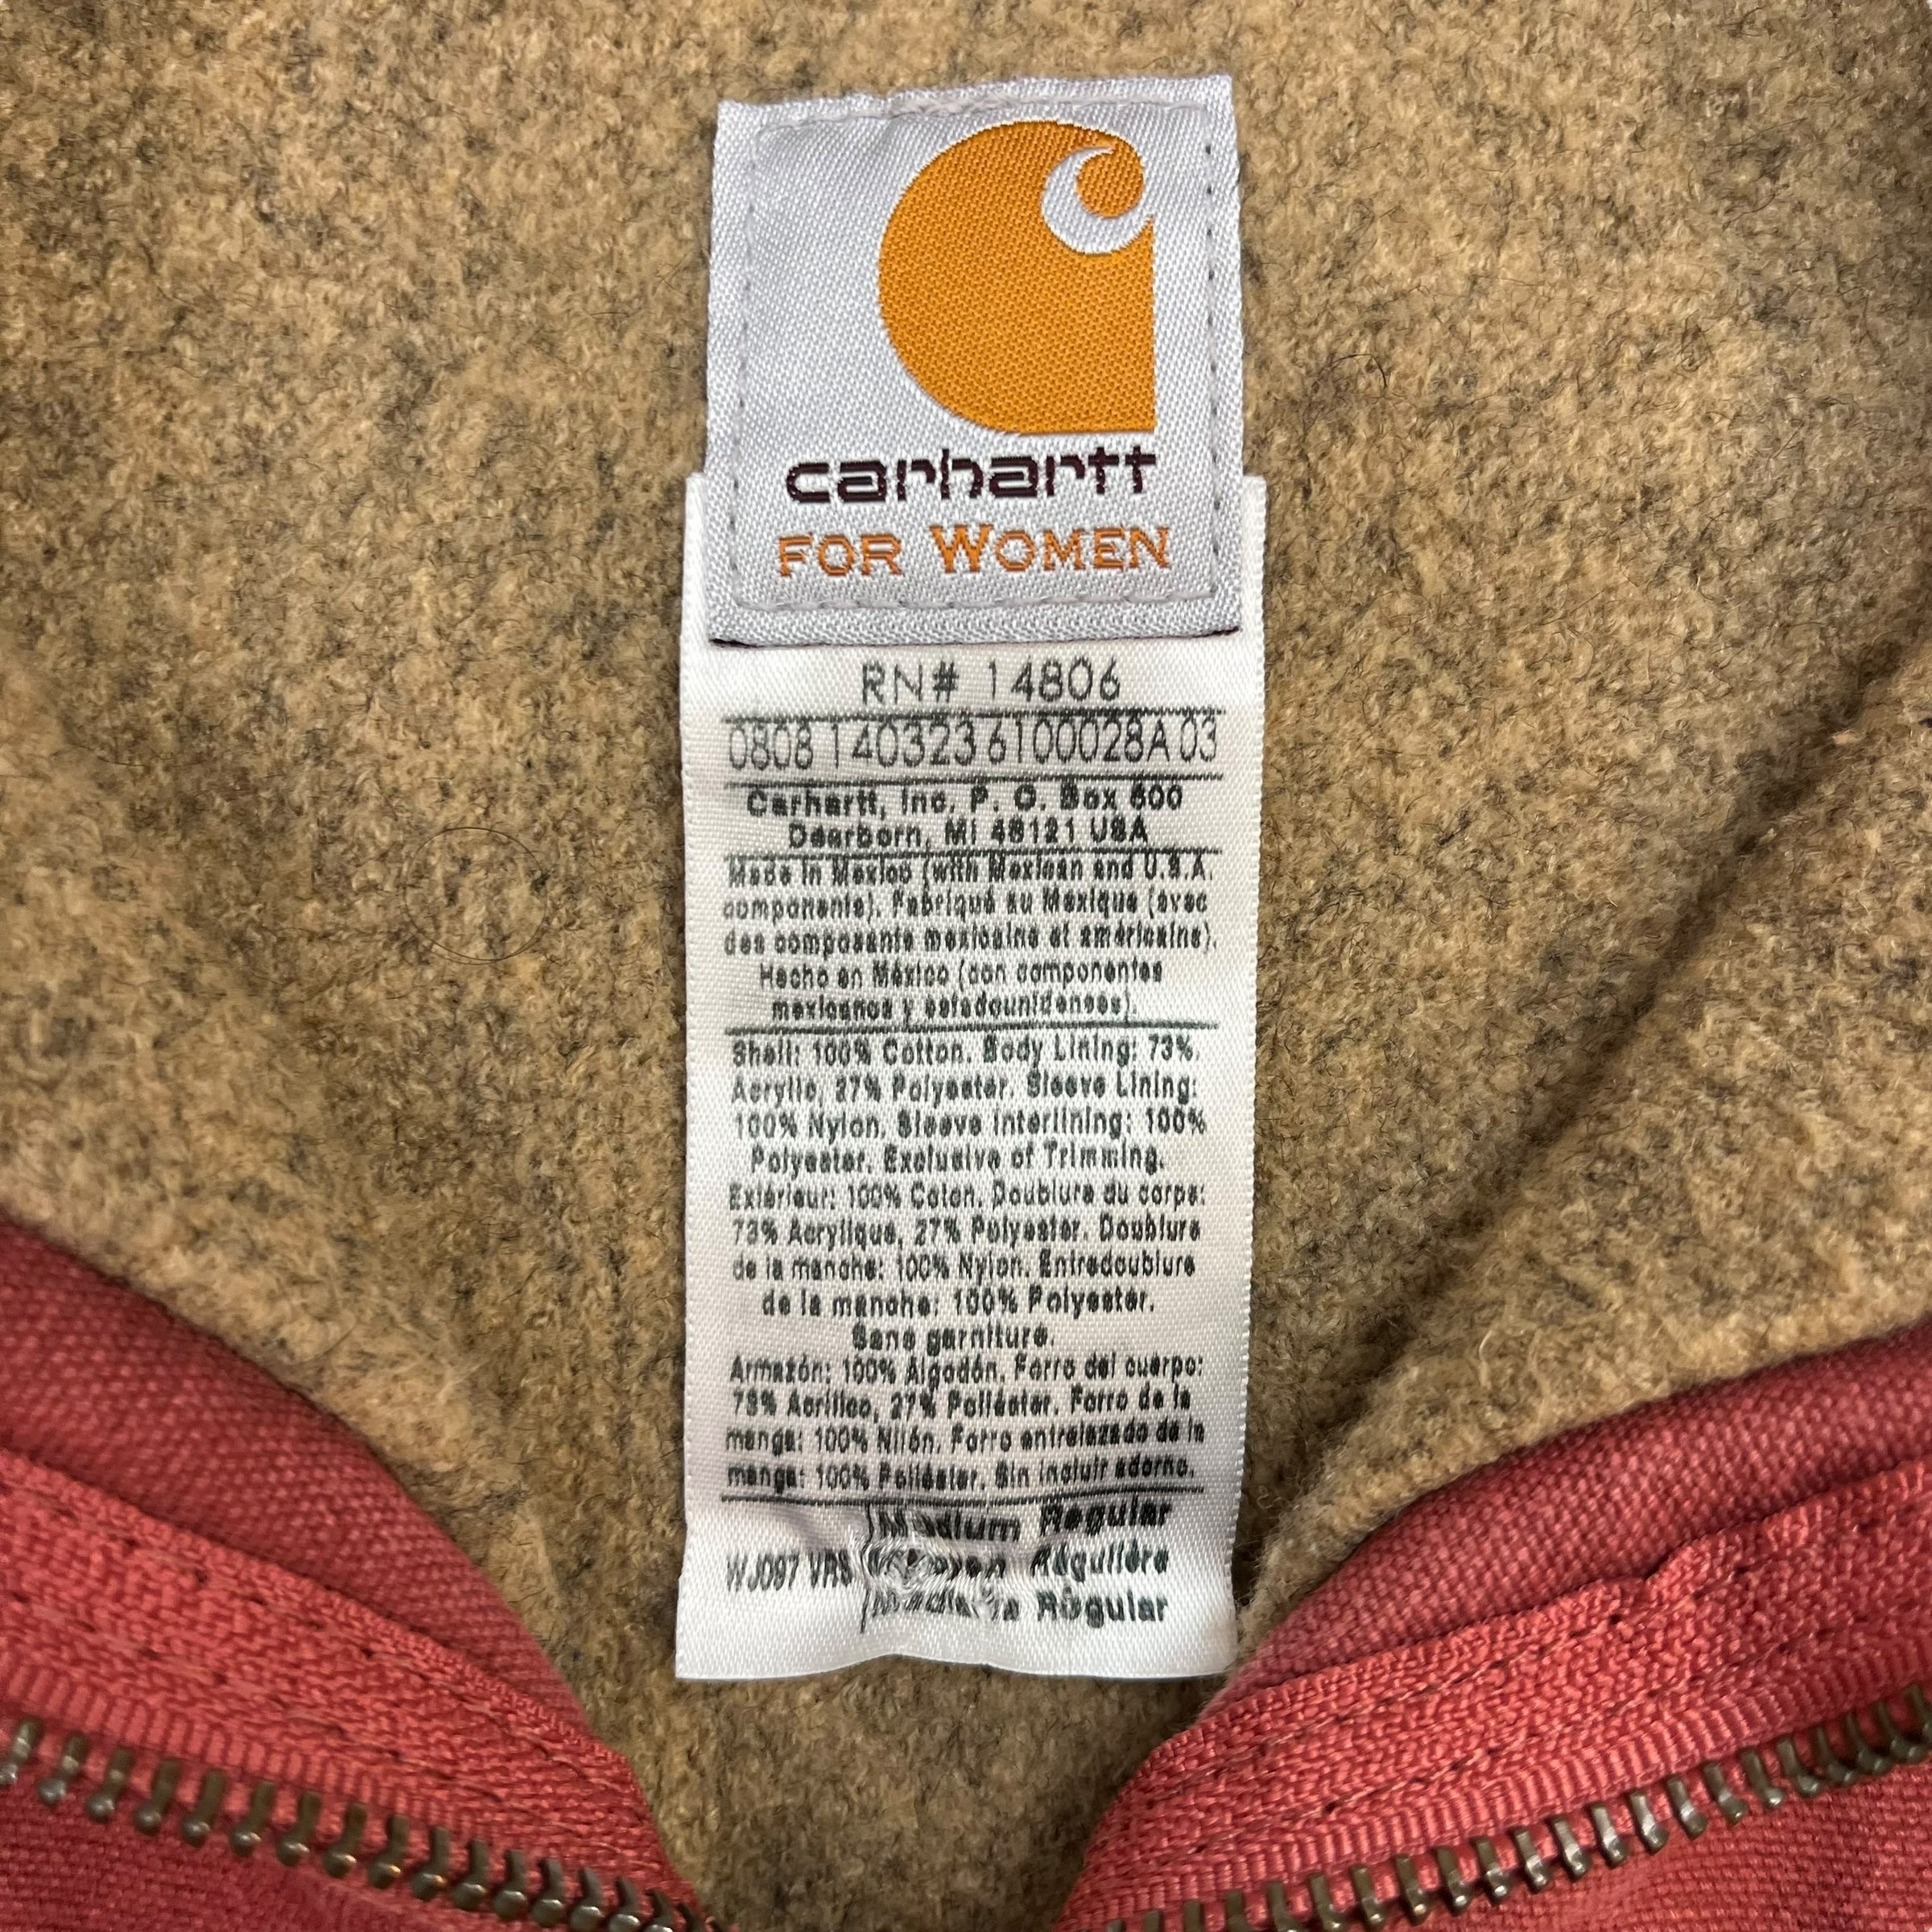 carhartt
FOR WOMEN
RN# 14806
0808 140323 6100028A 03
Carhartt, Inc. P. O. Box 600
Dearborn, MI 48121 USA
Made In Mexico (with Mexican and U.S.A.
components). Fabriqué au Mexique (avec
des composants mexicains et américains).
Hecho en México (con componentes
mexicanos y estadounidenses).
Shell: 100% Cotton. Body Lining: 73%
Acrylic, 27% Polyester. Sleeve Lining:
100% Nylon. Sleeve Interlining: 100%
Polyester. Exclusive of Trimming.
Extérieur: 100% Coton. Doublure du corps:
73% Acrylique, 27% Polyester. Doublure
de la manche: 100% Nylon. Entredoublure
de la manche: 100% Polyester.
Sans garniture.
Armazón: 100% Algodón. Forro del cuerpo:
73% Acrílico, 27% Poliéster. Forro de la
manga: 100% Nilón. Forro entrelazado de la
manga: 100% Poliéster. Sin incluir adorno.
Medium Regular
WJ097 VRS Moyen Régulière
Regular